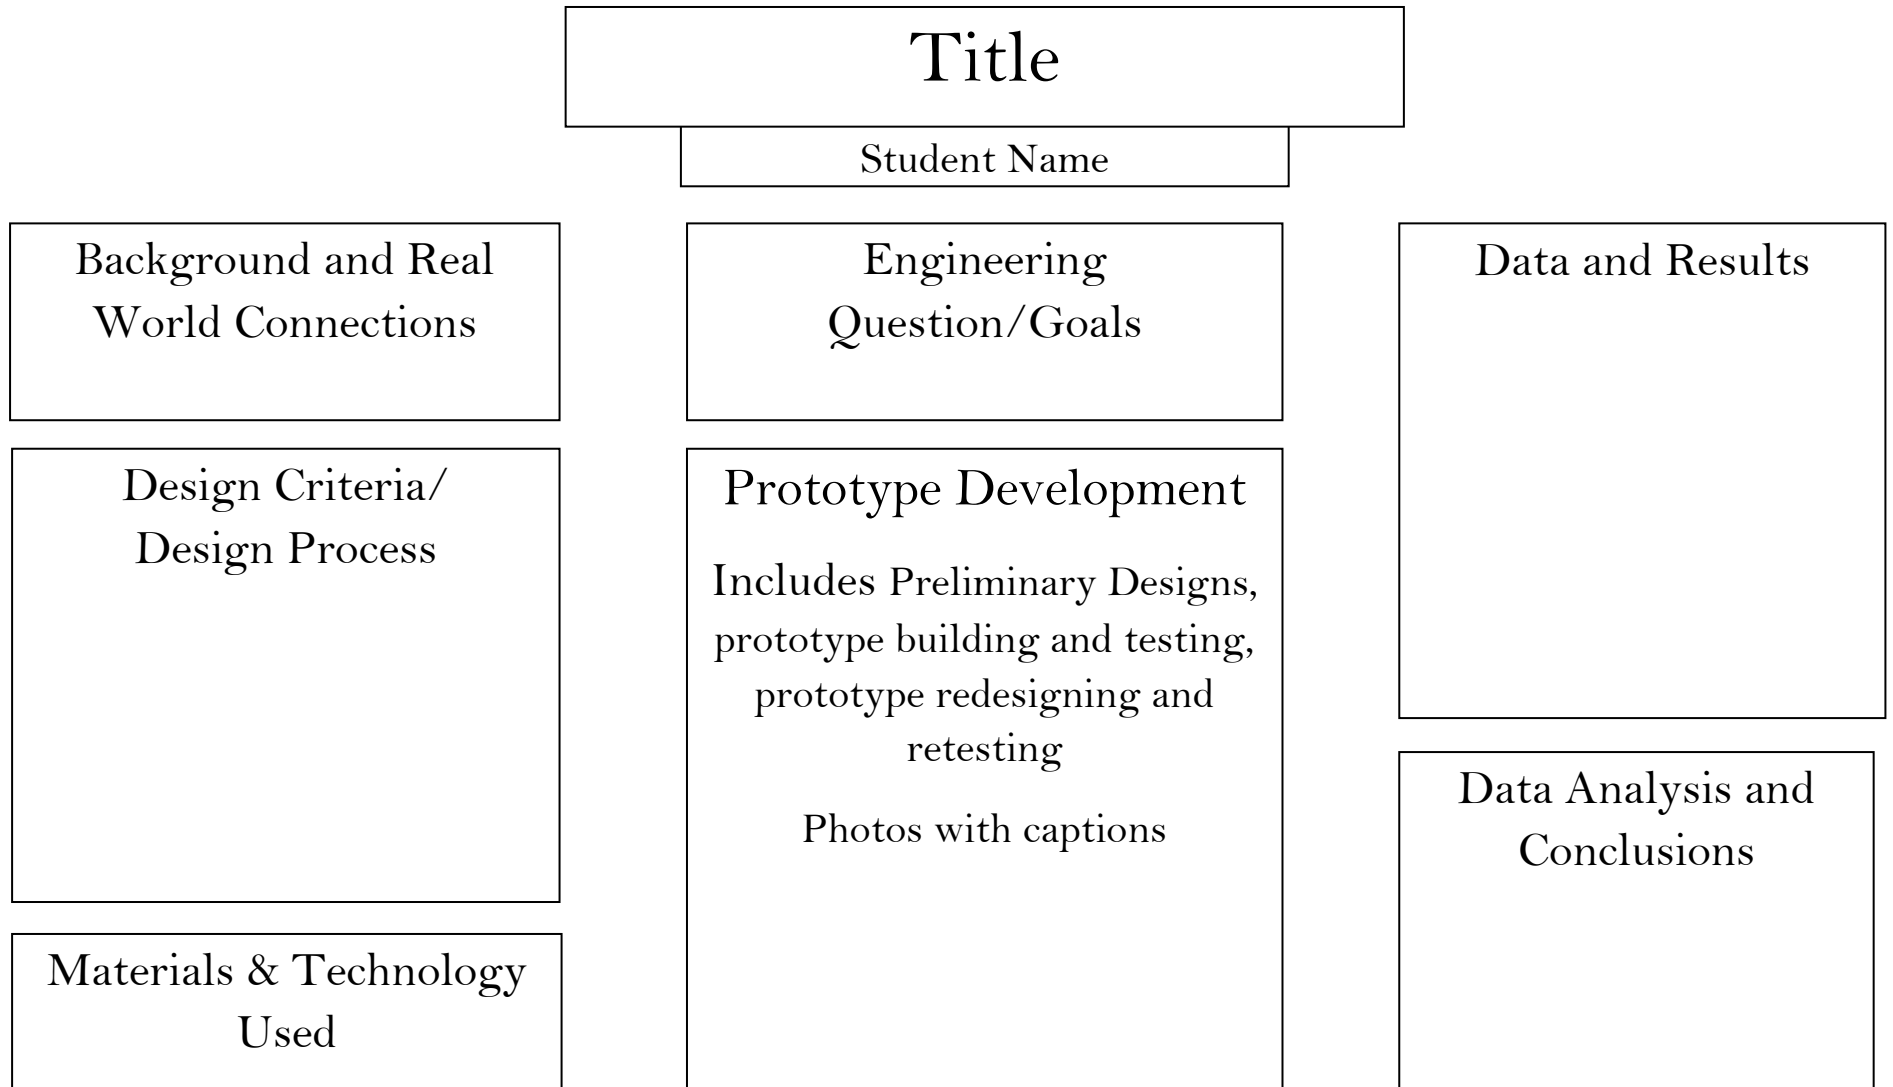 Title
Student Name
Background and Real
World Connections
Design Criteria/
Design Process
Materials & Technology
Used
Engineering
Question/Goals
Prototype Development
Includes Preliminary Designs,
prototype building and testing,
prototype redesigning and
retesting
Photos with captions
Data and Results
Data Analysis and
Conclusions